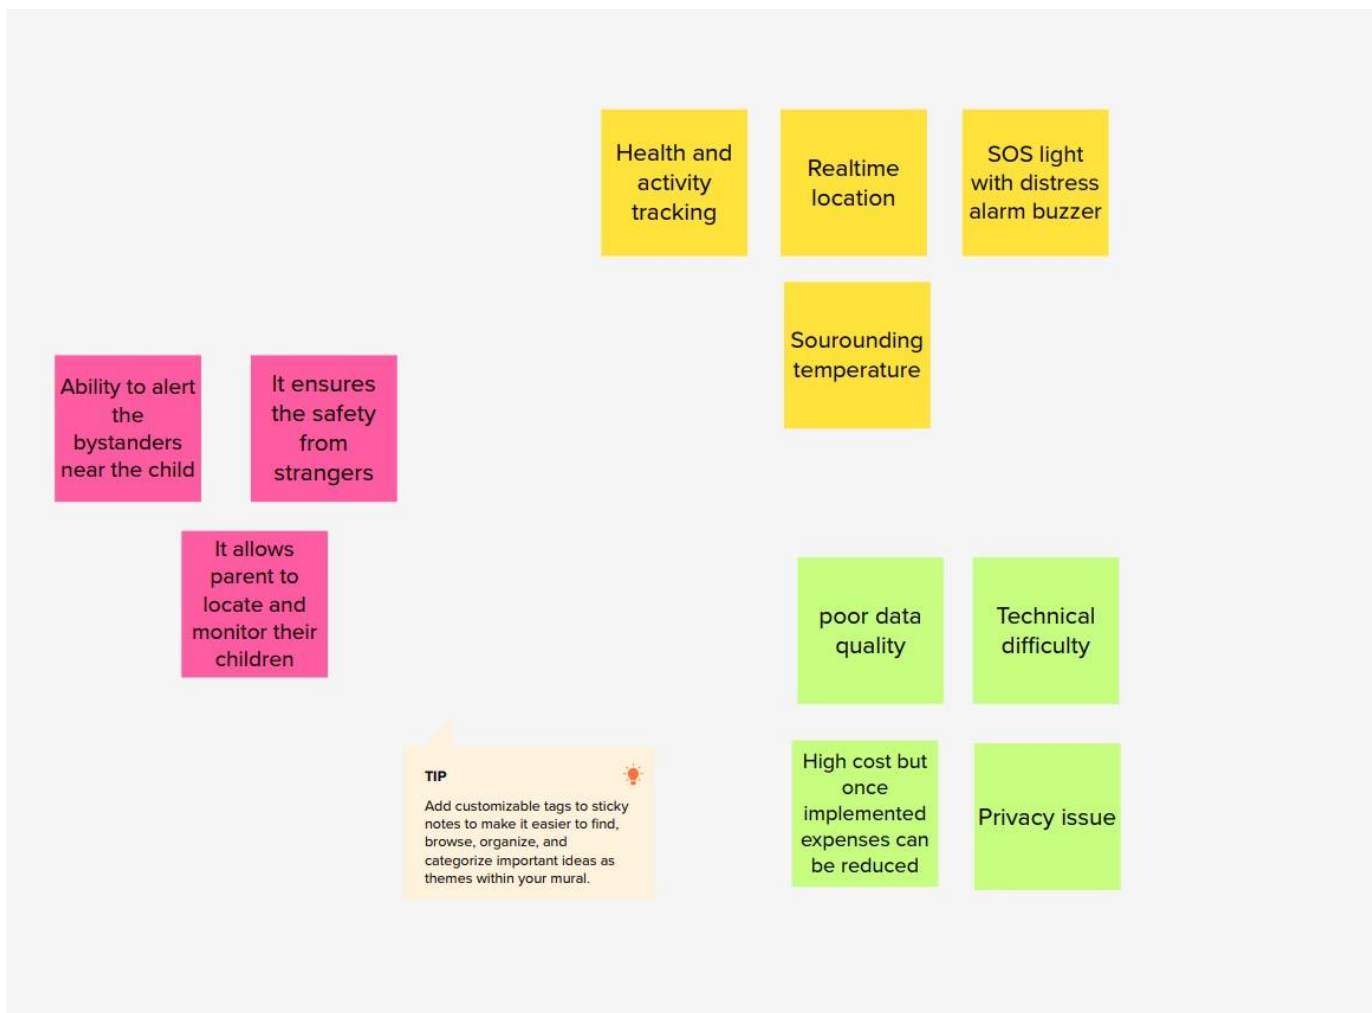 Health and
activity
tracking
Realtime
location
SOS light
with distress
alarm buzzer
Sourounding
temperature
Ability to alert
the
bystanders
near the child
It ensures
the safety
from
strangers
It allows
parent to
locate and
monitor their
children
poor data
quality
Technical
difficulty
High cost but
once
implemented
expenses can
be reduced
Privacy issue
TIP
Add customizable tags to sticky
notes to make it easier to find,
browse, organize, and
categorize important ideas as
themes within your mural.